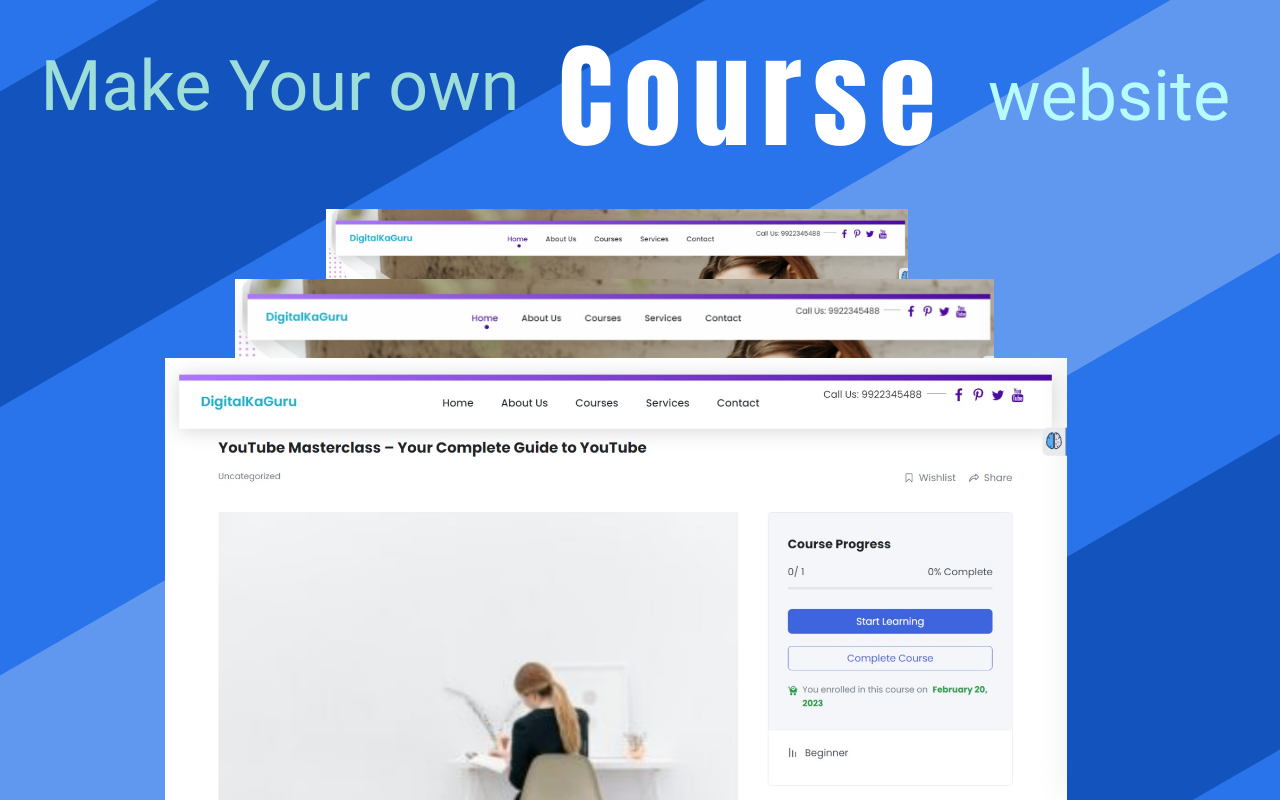 Make Your own Course website
DigitalKaGuru Home About Us Courses Services Contact Call Us: 9922345488
DigitalKaGuru Home About Us Courses Services Contact Call Us: 9922345488
DigitalKaGuru Home About Us Courses Services Contact Call Us: 9922345488 You Tube
YouTube Masterclass – Your Complete Guide to YouTube
Uncategorized Wishlist Share
Course Progress
0/ 1 0% Complete
Start Learning
Complete Course
You enrolled in this course on February 20,
2023
Beginner